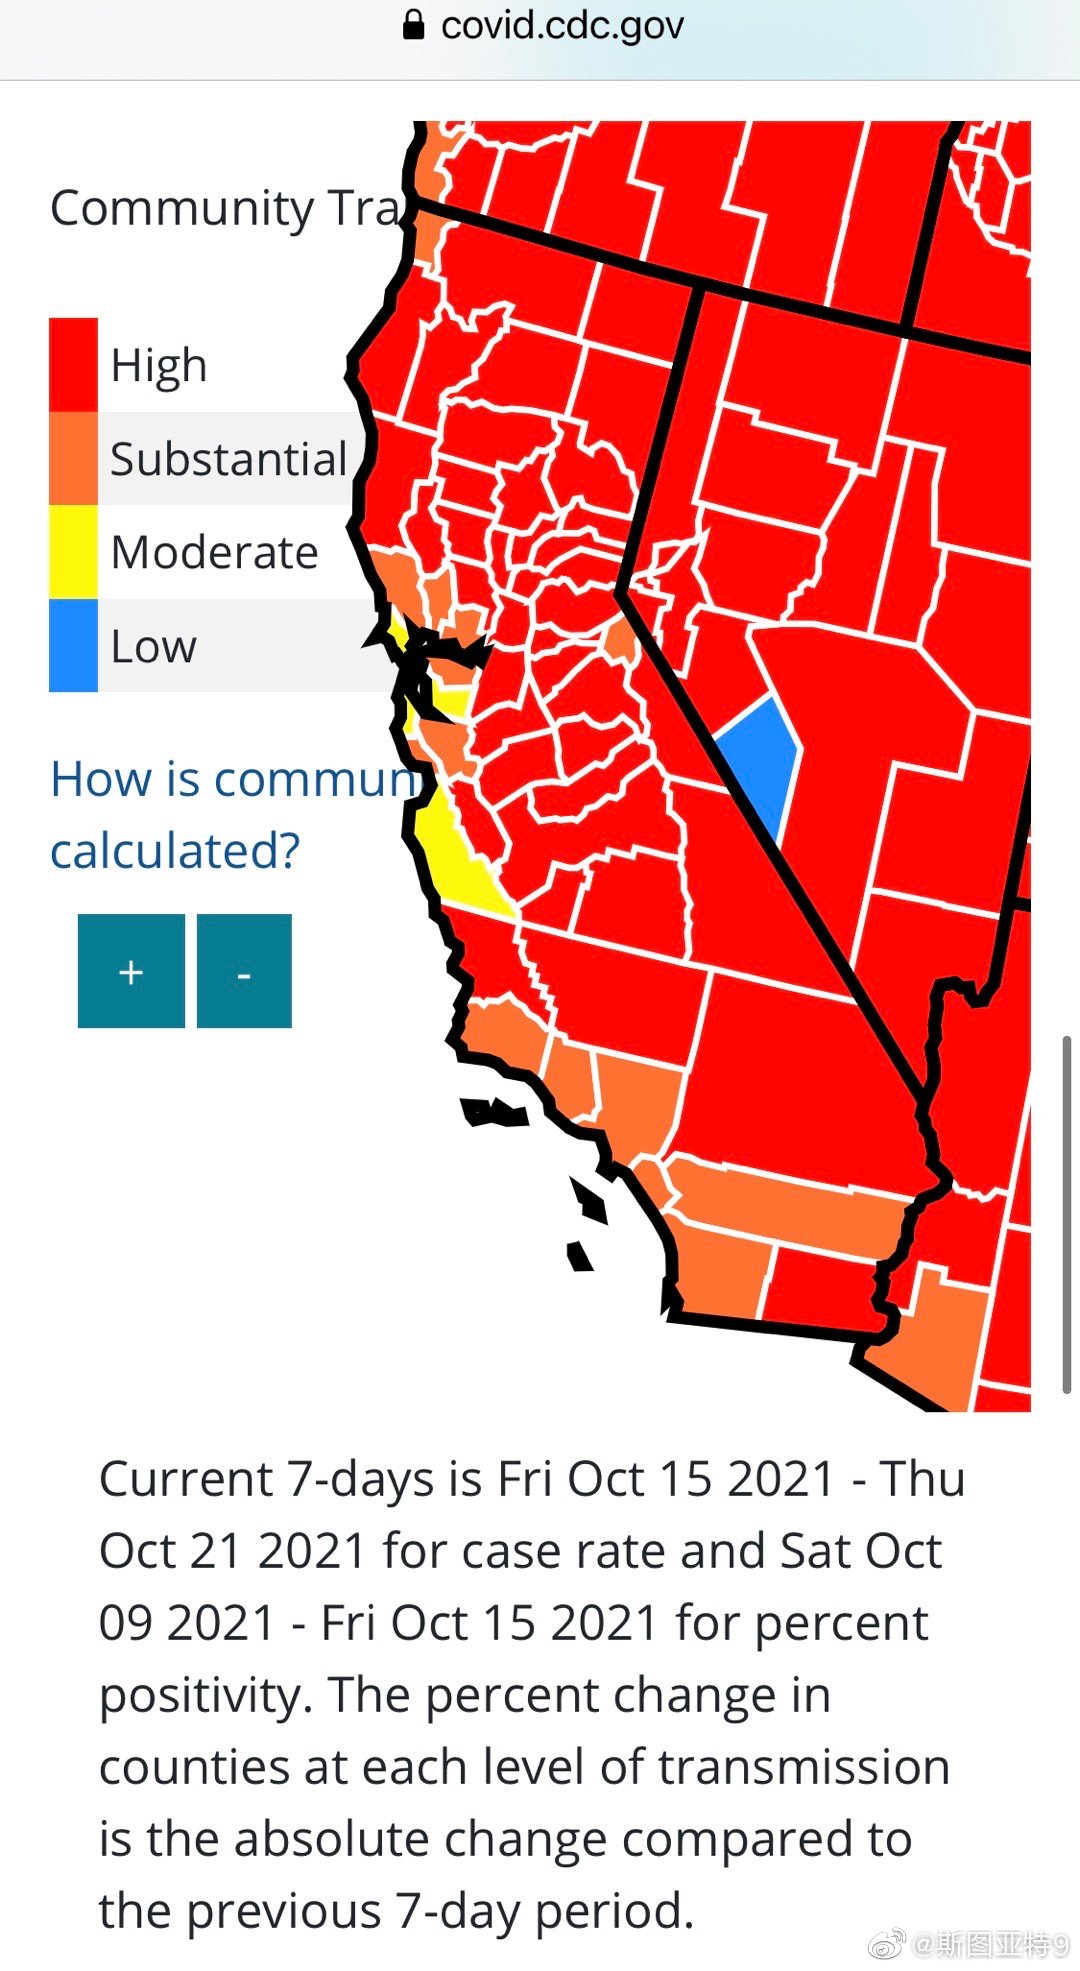 covid.cdc.gov
Community Tra
High
Substantial
Moderate
Low
How is commun
calculated?
+ -
Current 7-days is Fri Oct 15 2021 - Thu
Oct 21 2021 for case rate and Sat Oct
09 2021 - Fri Oct 15 2021 for percent
positivity. The percent change in
counties at each level of transmission
is the absolute change compared to
the previous 7-day period.
@斯图亚特9